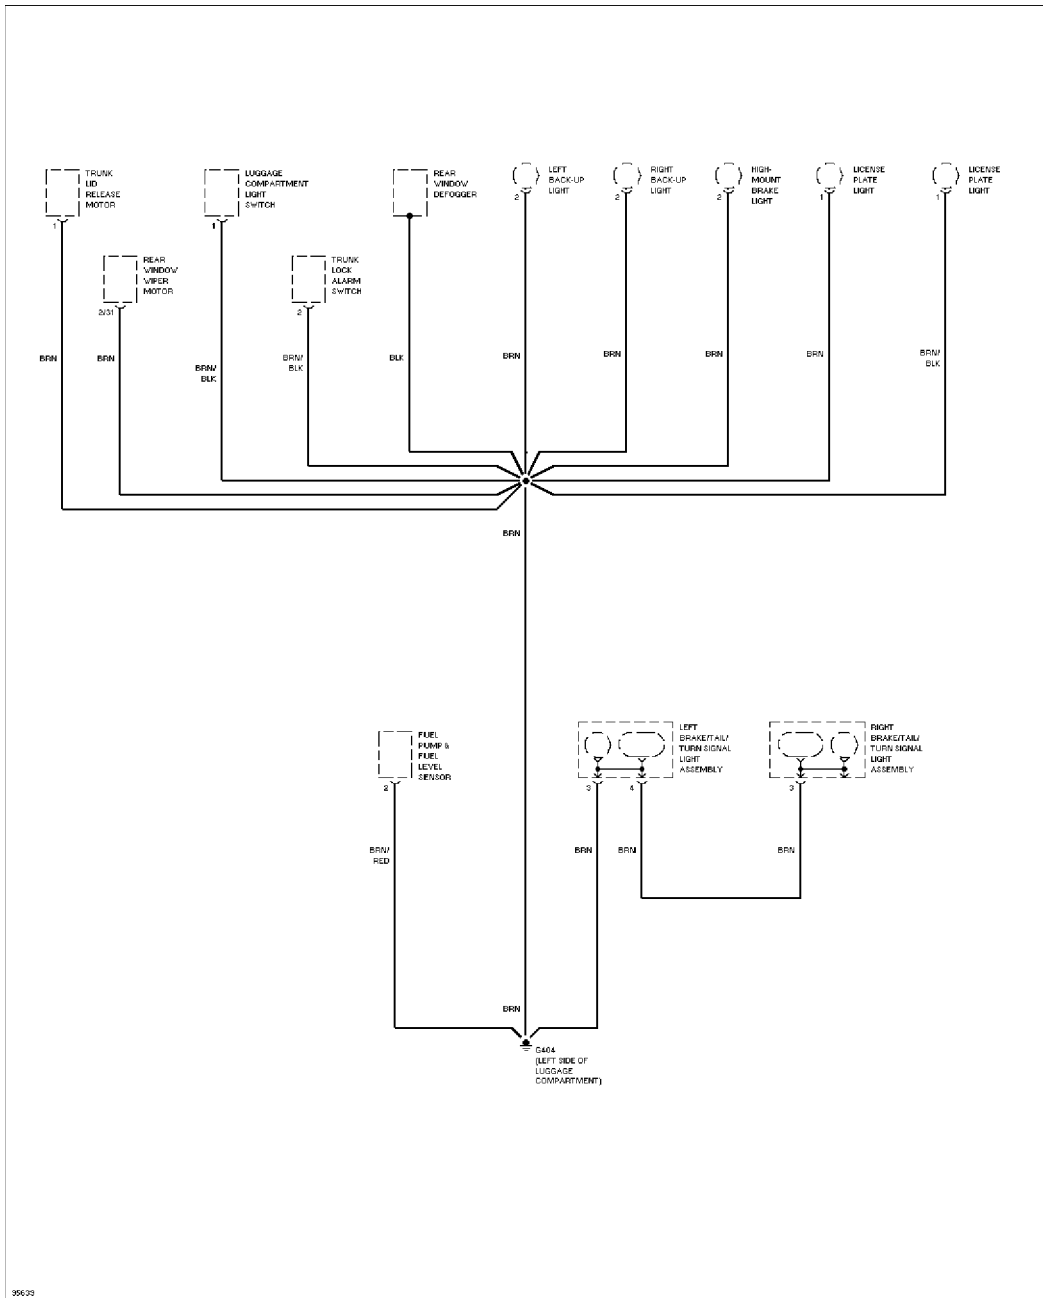 TRUNK
LID
RELEASE
MOTOR
1
LUGGAGE
COMPARTMENT
LIGHT
SWITCH
1
REAR
WINDOW
DEFOGGER
LEFT
BACK-UP
LIGHT
2
RIGHT
BACK-UP
LIGHT
2
HIGH-
MOUNT
BRAKE
LIGHT
2
LICENSE
PLATE
LIGHT
1
LICENSE
PLATE
LIGHT
1
REAR
WINDOW
WIPER
MOTOR
2/31
TRUNK
LOCK
ALARM
SWITCH
2
BRN
BRN
BRN/
BLK
BRN/
BLK
BLK
BRN
BRN
BRN
BRN
BRN/
BLK
BRN
FUEL
PUMP &
FUEL
LEVEL
SENSOR
2
LEFT
BRAKE/TAIL/
TURN SIGNAL
LIGHT
ASSEMBLY
3
4
RIGHT
BRAKE/TAIL/
TURN SIGNAL
LIGHT
ASSEMBLY
3
BRN/
RED
BRN
BRN
BRN
BRN
G404
(LEFT SIDE OF
LUGGAGE
COMPARTMENT)
95639